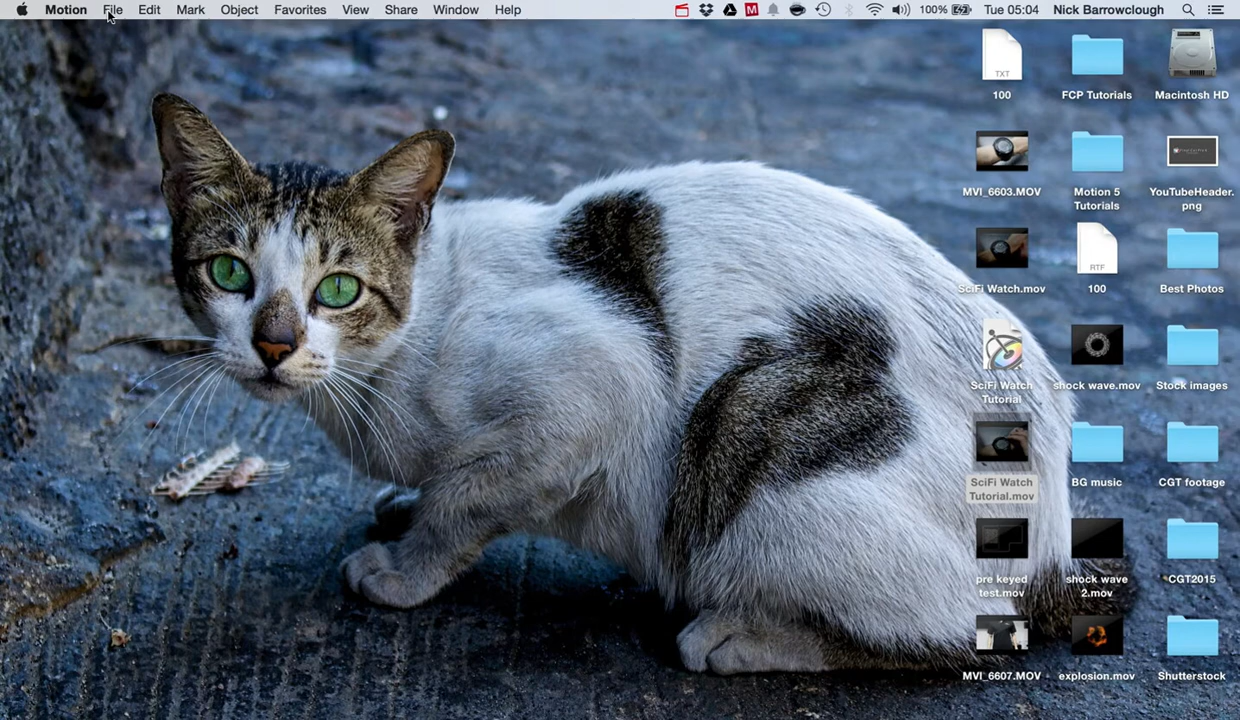 Motion File Edit Mark Object Favorites View Share Window Help 100% Tue 05:04 Nick Barrowclough
TXT
100
FCP Tutorials
Macintosh HD
MVI_6603.MOV
Motion 5
Tutorials
YouTubeHeader.
png
SciFi Watch.mov
RTF
100
Best Photos
SciFi Watch
Tutorial
shock wave.mov
Stock images
SciFi Watch
Tutorial.mov
BG music
CGT footage
pre keyed
test.mov
shock wave
2.mov
CGT2015
MVI_6607.MOV
explosion.mov
Shutterstock